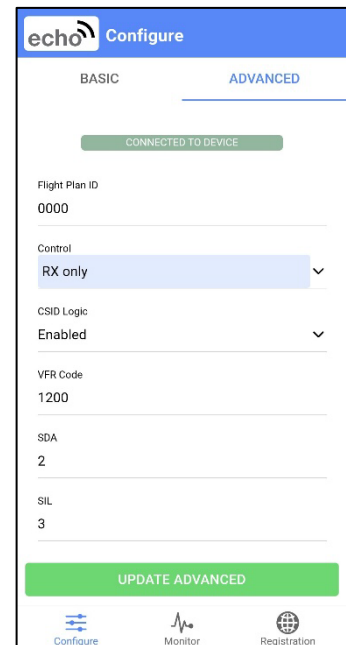 echo Configure
BASIC ADVANCED
CONNECTED TO DEVICE
Flight Plan ID
0000
Control
RX only
CSID Logic
Enabled
VFR Code
1200
SDA
2
SIL
3
UPDATE ADVANCED
Configure Monitor Registration